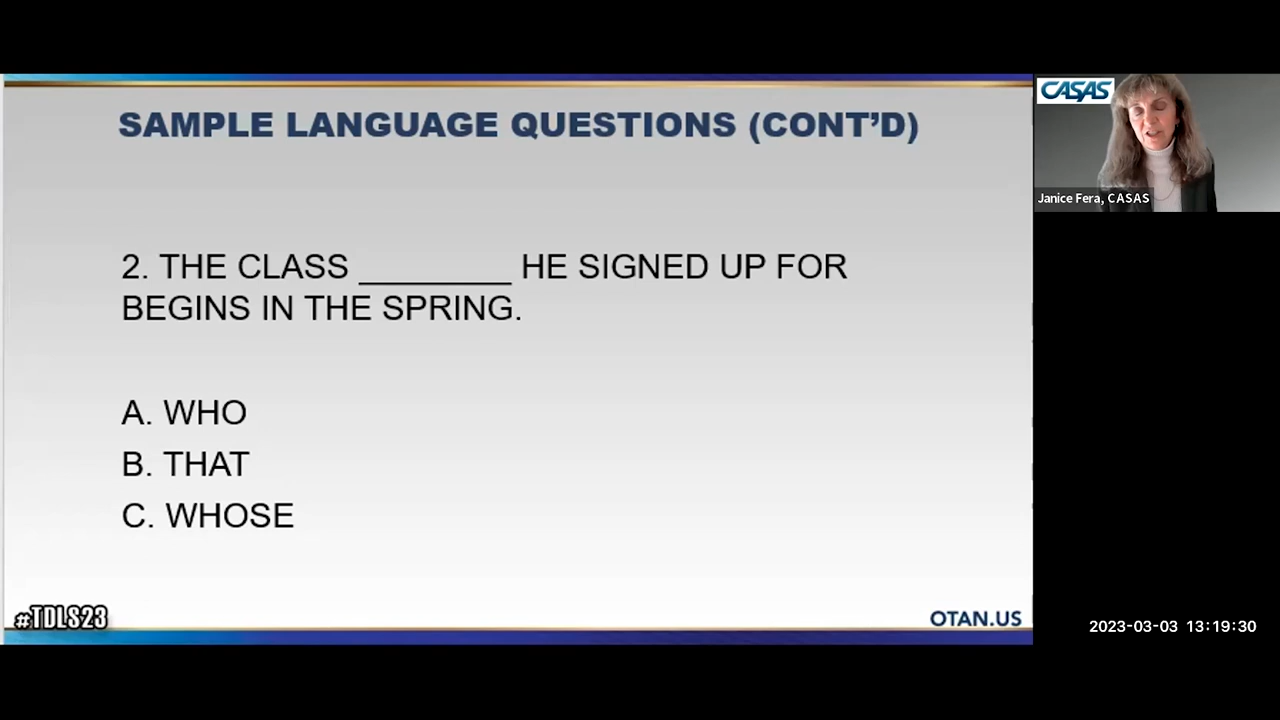 SAMPLE LANGUAGE QUESTIONS (CONT’D)
2. THE CLASS ________ HE SIGNED UP FOR
BEGINS IN THE SPRING.
A. WHO
B. THAT
C. WHOSE
#TDLS23
OTAN.US
CASAS
Janice Fera, CASAS
2023-03-03 13:19:30